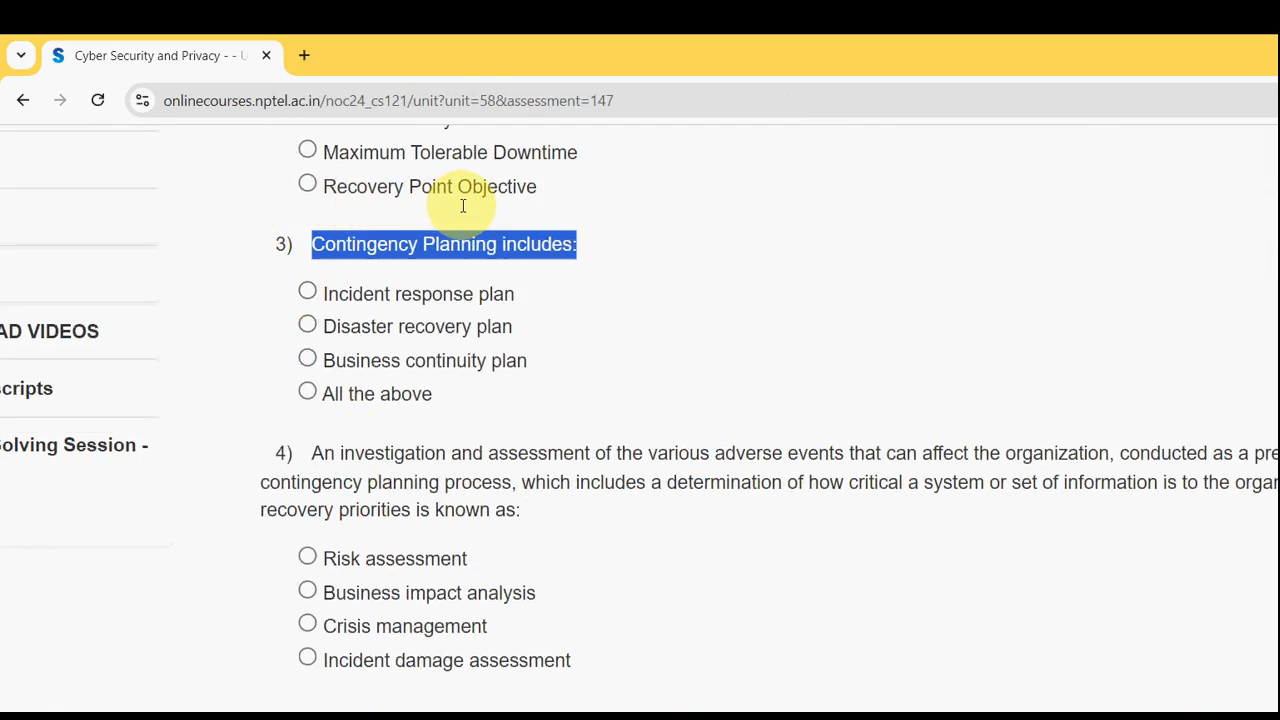 Cyber Security and Privacy - - U
onlinecourses.nptel.ac.in/noc24_cs121/unit?unit=58&assessment=147
Maximum Tolerable Downtime
Recovery Point Objective
3) Contingency Planning includes:
Incident response plan
Disaster recovery plan
Business continuity plan
All the above
AD VIDEOS
scripts
Solving Session -
4) An investigation and assessment of the various adverse events that can affect the organization, conducted as a pre
contingency planning process, which includes a determination of how critical a system or set of information is to the orga
recovery priorities is known as:
Risk assessment
Business impact analysis
Crisis management
Incident damage assessment